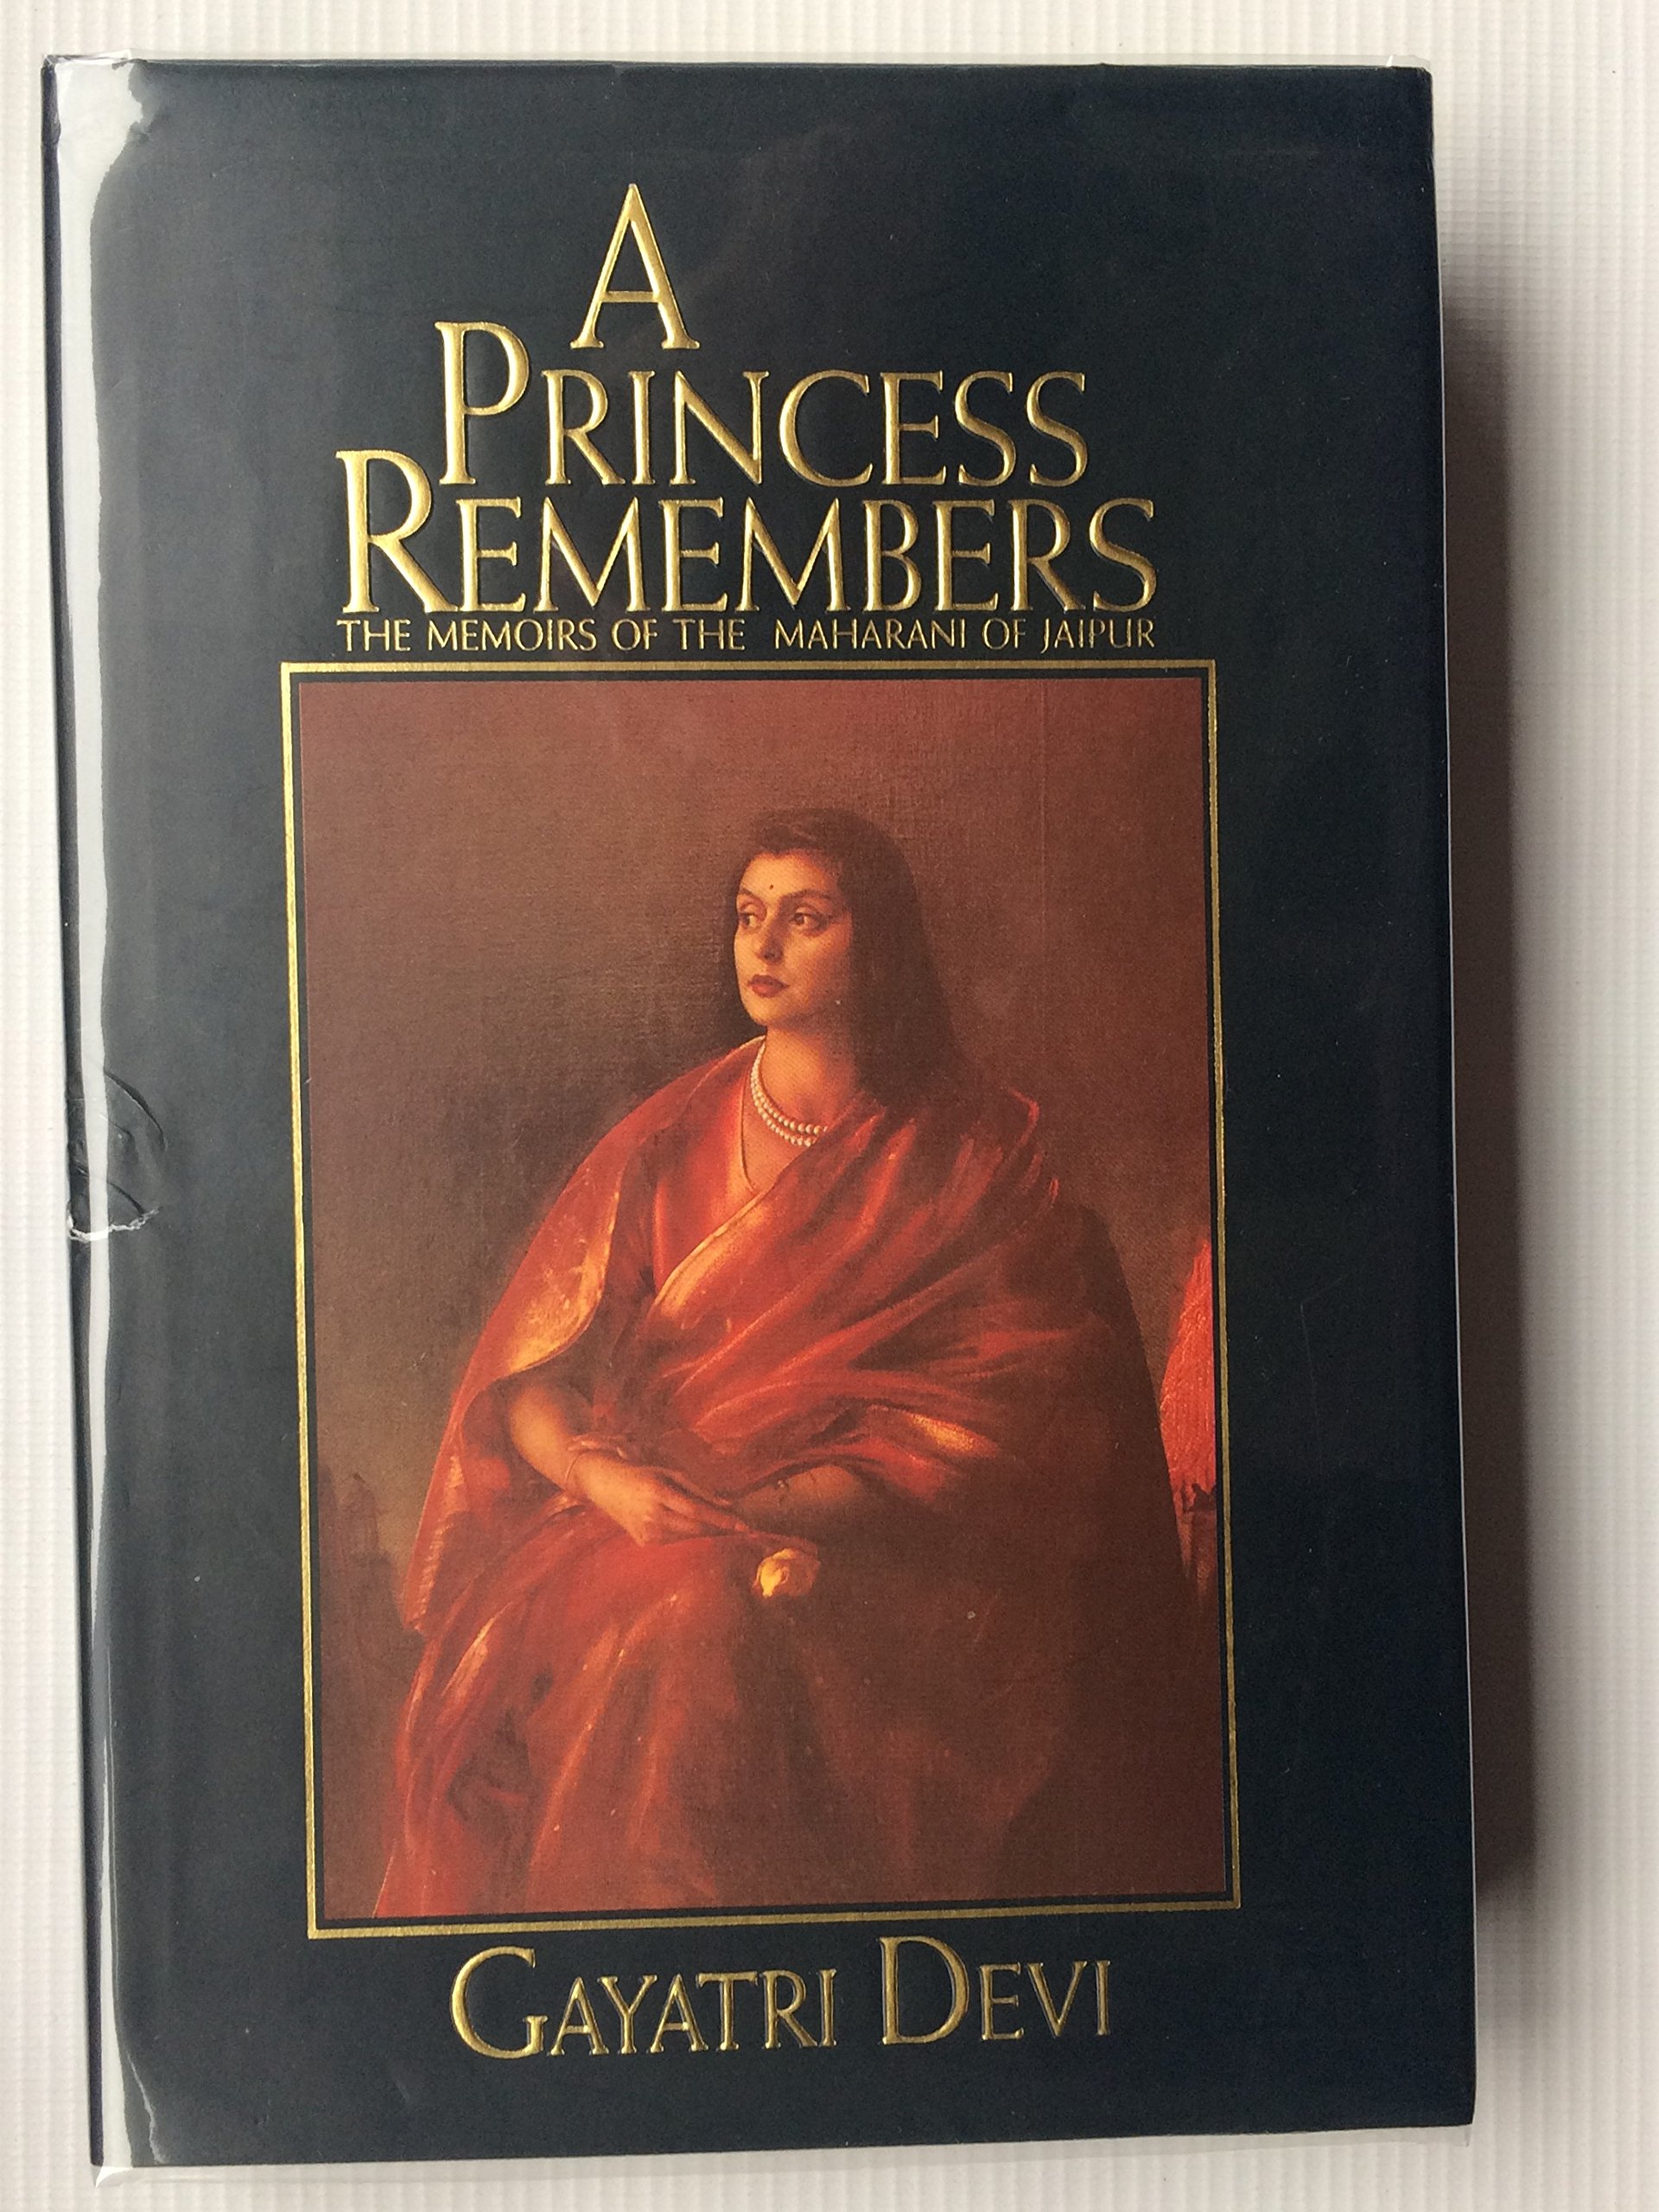 A
PRINCESS
REMEMBERS
THE MEMOIRS OF THE MAHARANI OF JAIPUR
GAYATRI DEVI